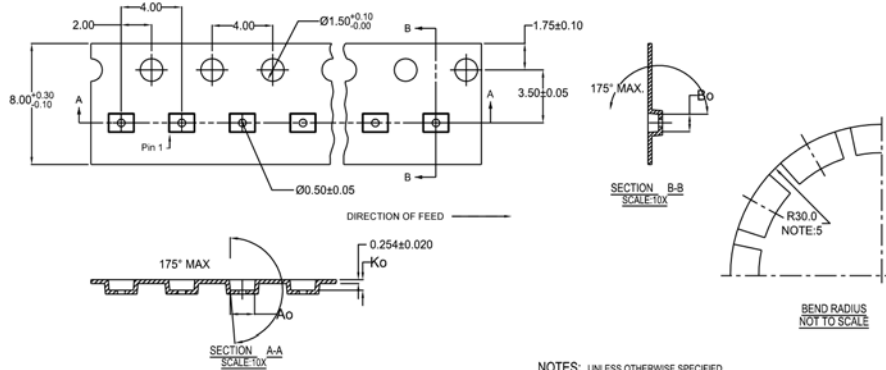 4.00
2.00
4.00
Ø1.50+0.10
-0.00
B
1.75±0.10
8.00+0.30
-0.10
A
A
3.50±0.05
Pin 1
B
Ø0.50±0.05
DIRECTION OF FEED
175° MAX.
Bo
SECTION B-B
SCALE:10X
R30.0
NOTE:5
BEND RADIUS
NOT TO SCALE
175° MAX
0.254±0.020
Ko
Ao
SECTION A-A
SCALE:10X
NOTES: UNLESS OTHERWISE SPECIFIED